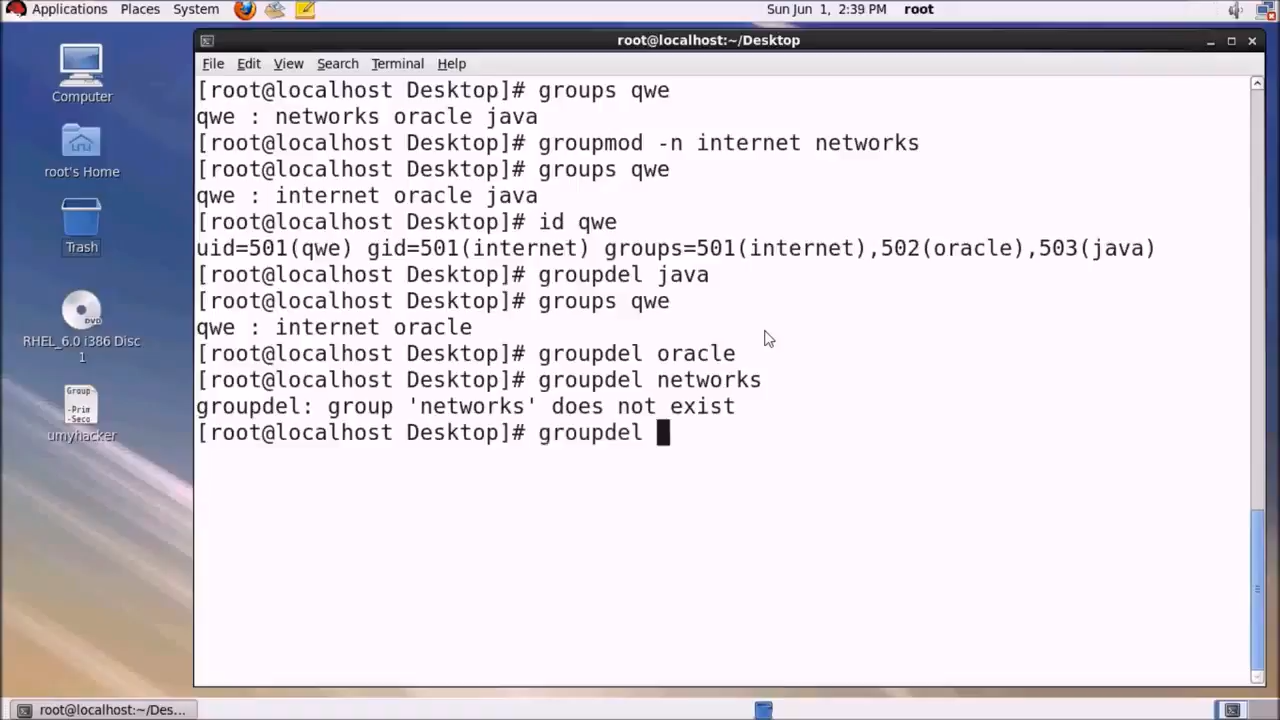 Applications Places System Sun Jun 1, 2:39 PM root
root@localhost:~/Desktop
File Edit View Search Terminal Help
[root@localhost Desktop]# groups qwe
qwe : networks oracle java
[root@localhost Desktop]# groupmod -n internet networks
[root@localhost Desktop]# groups qwe
qwe : internet oracle java
[root@localhost Desktop]# id qwe
uid=501(qwe) gid=501(internet) groups=501(internet),502(oracle),503(java)
[root@localhost Desktop]# groupdel java
[root@localhost Desktop]# groups qwe
qwe : internet oracle
[root@localhost Desktop]# groupdel oracle
[root@localhost Desktop]# groupdel networks
groupdel: group 'networks' does not exist
[root@localhost Desktop]# groupdel
Computer
root's Home
Trash
DVD
RHEL_6.0 i386 Disc
1
Group-
-Prim
-Seco
umyhacker
root@localhost:~/Des...